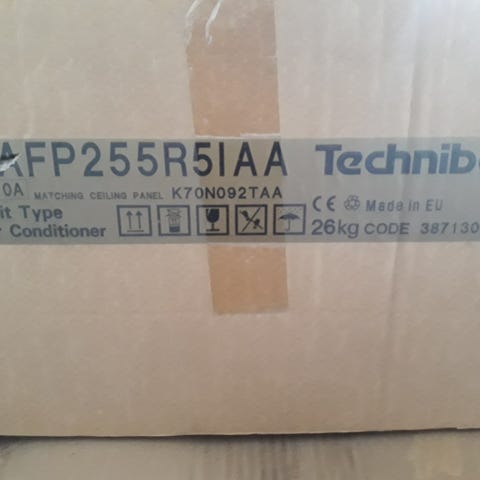 AFP255R5IAA Technib
0A MATCHING CEILING PANEL K70N092TAA
it Type CE Made in EU
Conditioner 26kg CODE 387130